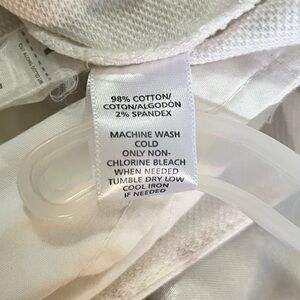 98% COTTON/
COTON/ALGODÓN
2% SPANDEX
MACHINE WASH
COLD
ONLY NON-
CHLORINE BLEACH
WHEN NEEDED
TUMBLE DRY LOW
COOL IRON
IF NEEDED